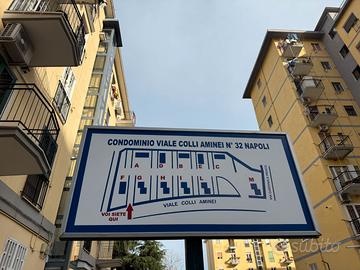 CONDOMINIO VIALE COLLI AMINEI N° 32 NAPOLI
A D B E C
F G H I L M
VOI SIETE
QUI
VIALE COLLI AMINEI
subito